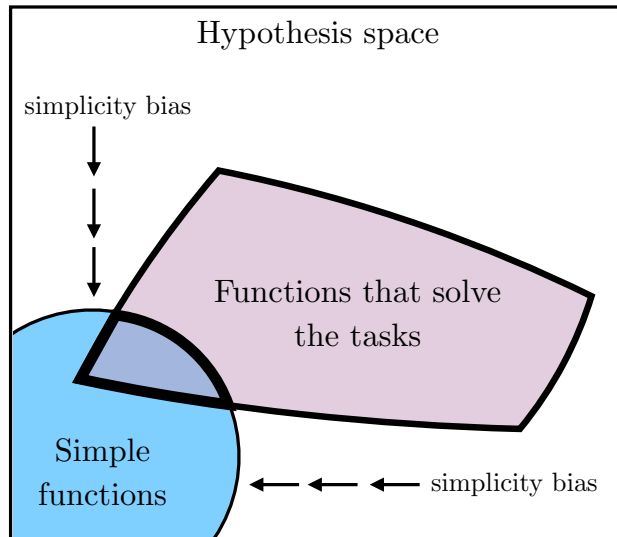 Hypothesis space
simplicity bias
Functions that solve
the tasks
Simple
functions
simplicity bias